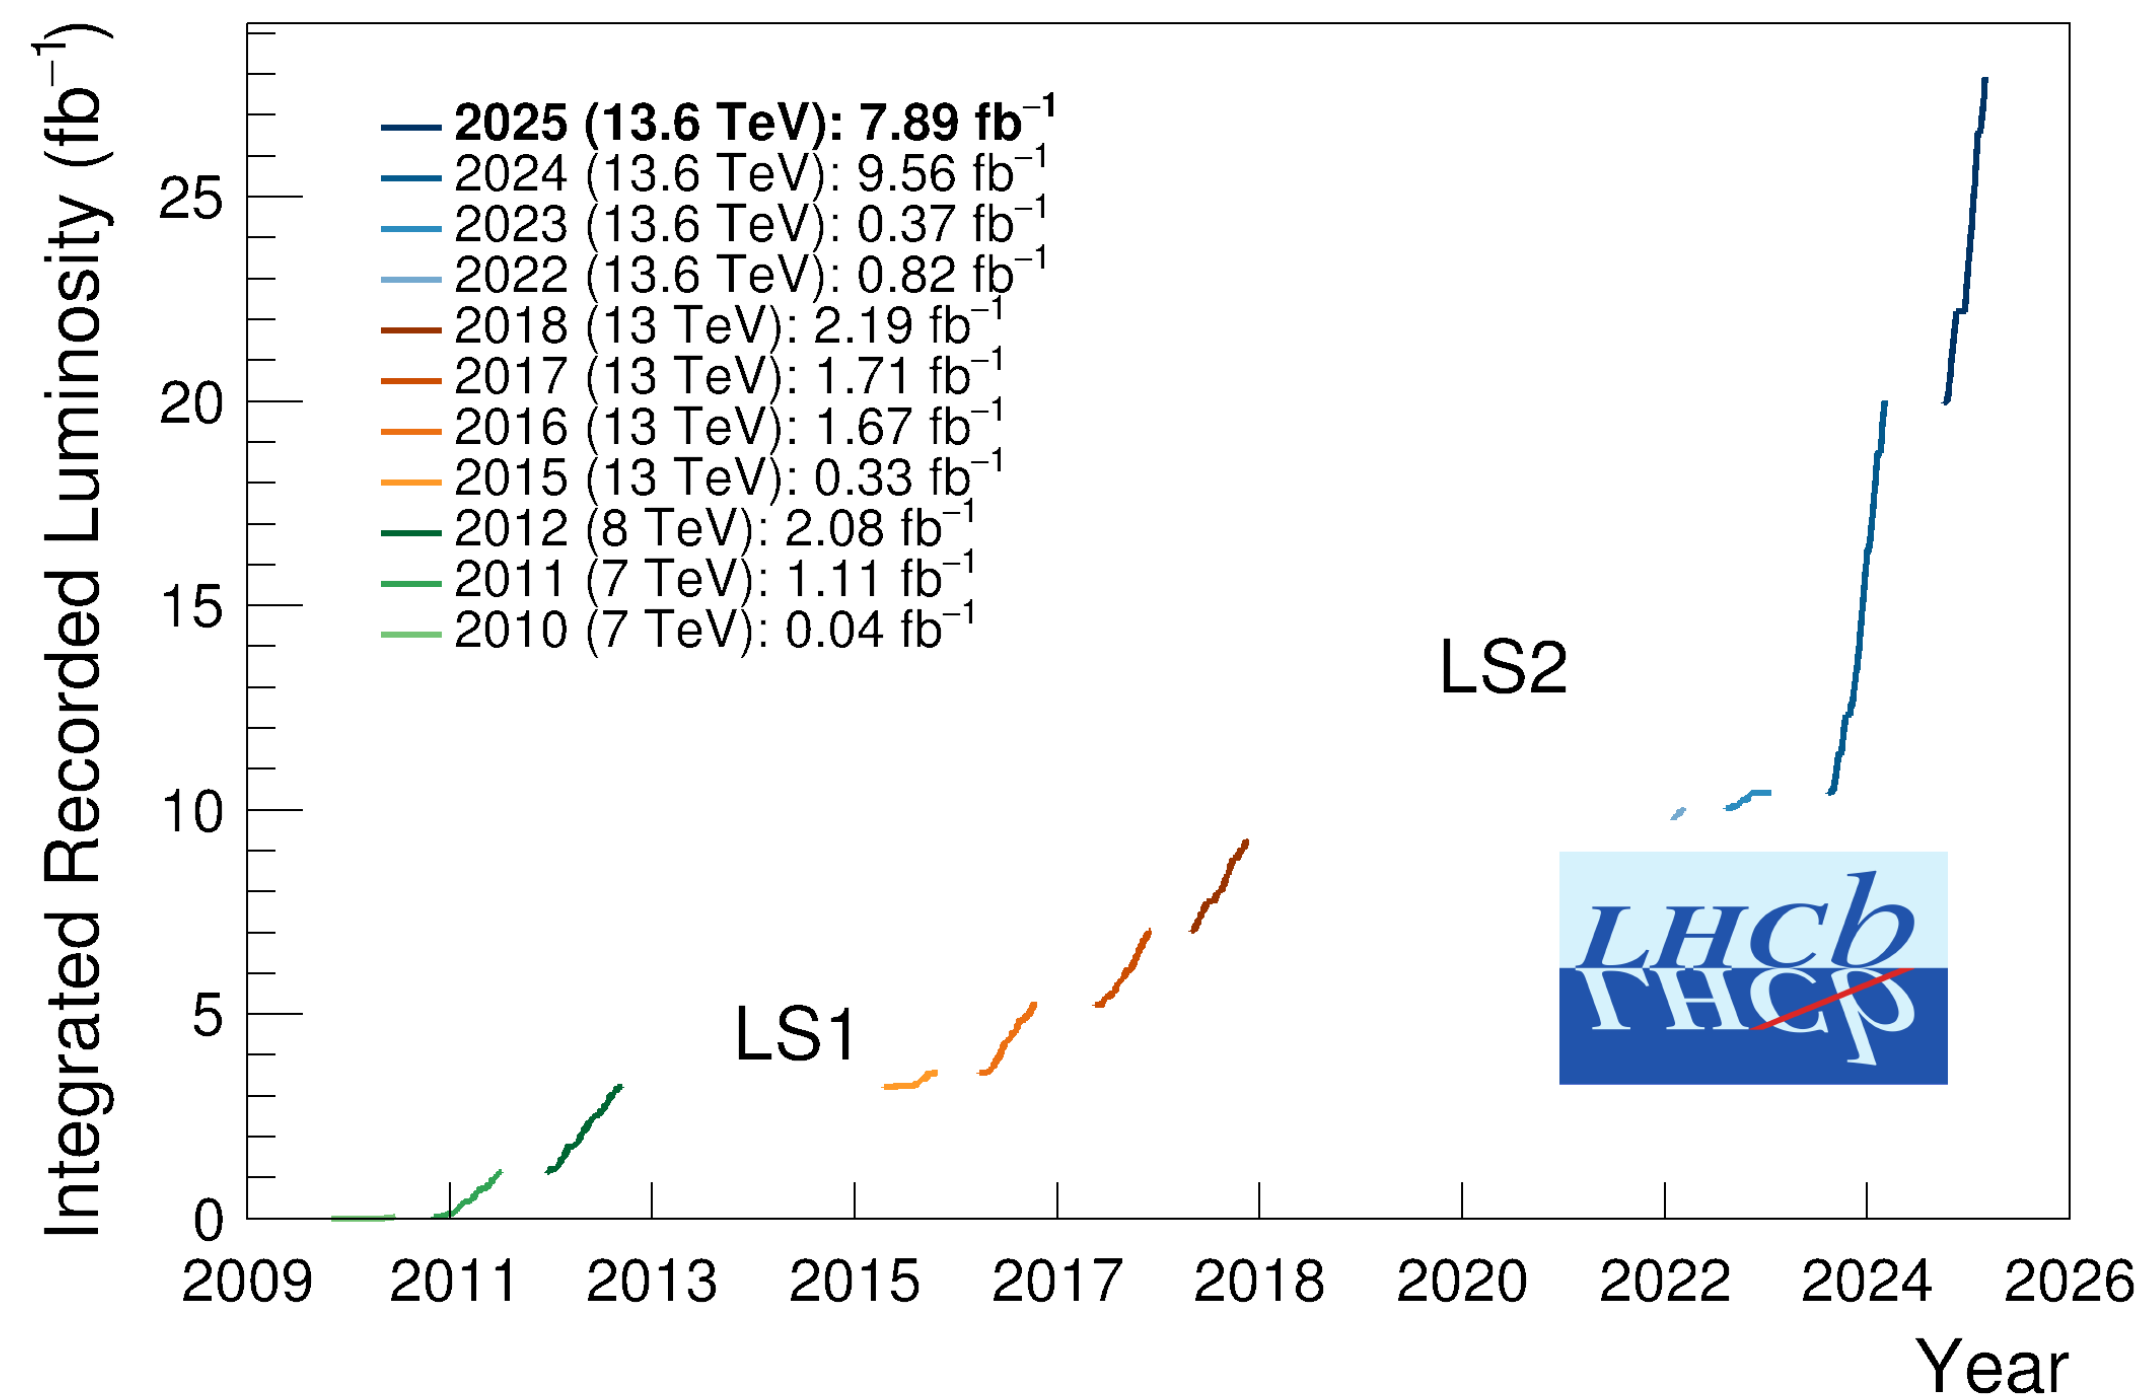 Integrated Recorded Luminosity (fb⁻¹)
2025 (13.6 TeV): 7.89 fb⁻¹
2024 (13.6 TeV): 9.56 fb⁻¹
2023 (13.6 TeV): 0.37 fb⁻¹
2022 (13.6 TeV): 0.82 fb⁻¹
2018 (13 TeV): 2.19 fb⁻¹
2017 (13 TeV): 1.71 fb⁻¹
2016 (13 TeV): 1.67 fb⁻¹
2015 (13 TeV): 0.33 fb⁻¹
2012 (8 TeV): 2.08 fb⁻¹
2011 (7 TeV): 1.11 fb⁻¹
2010 (7 TeV): 0.04 fb⁻¹
25
20
15
10
5
0
LS2
LS1
LHCb
LHCb
2009 2011 2013 2015 2017 2018 2020 2022 2024 2026
Year